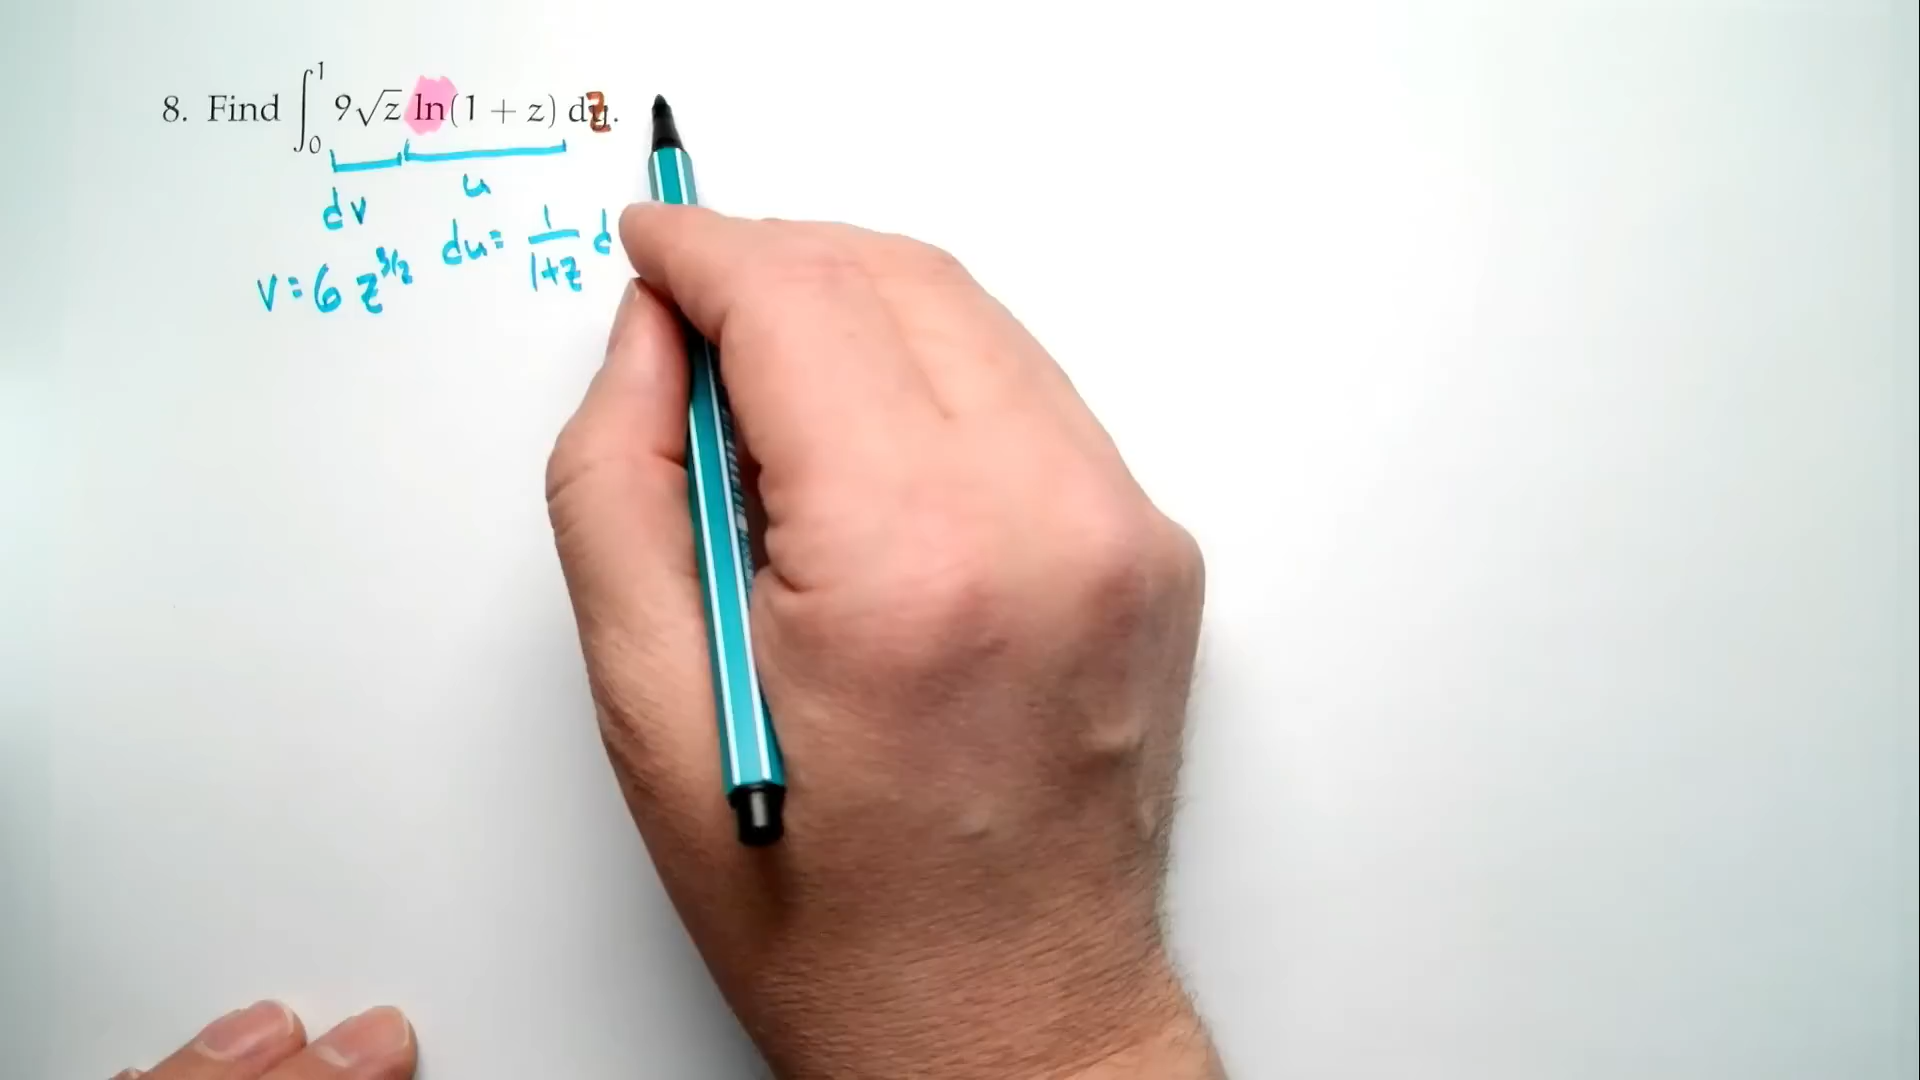 8. Find ∫₀¹ 9√z ln(1 + z) dz.
dv u
v = 6 z^{3/2} du = 1/(1+z) d